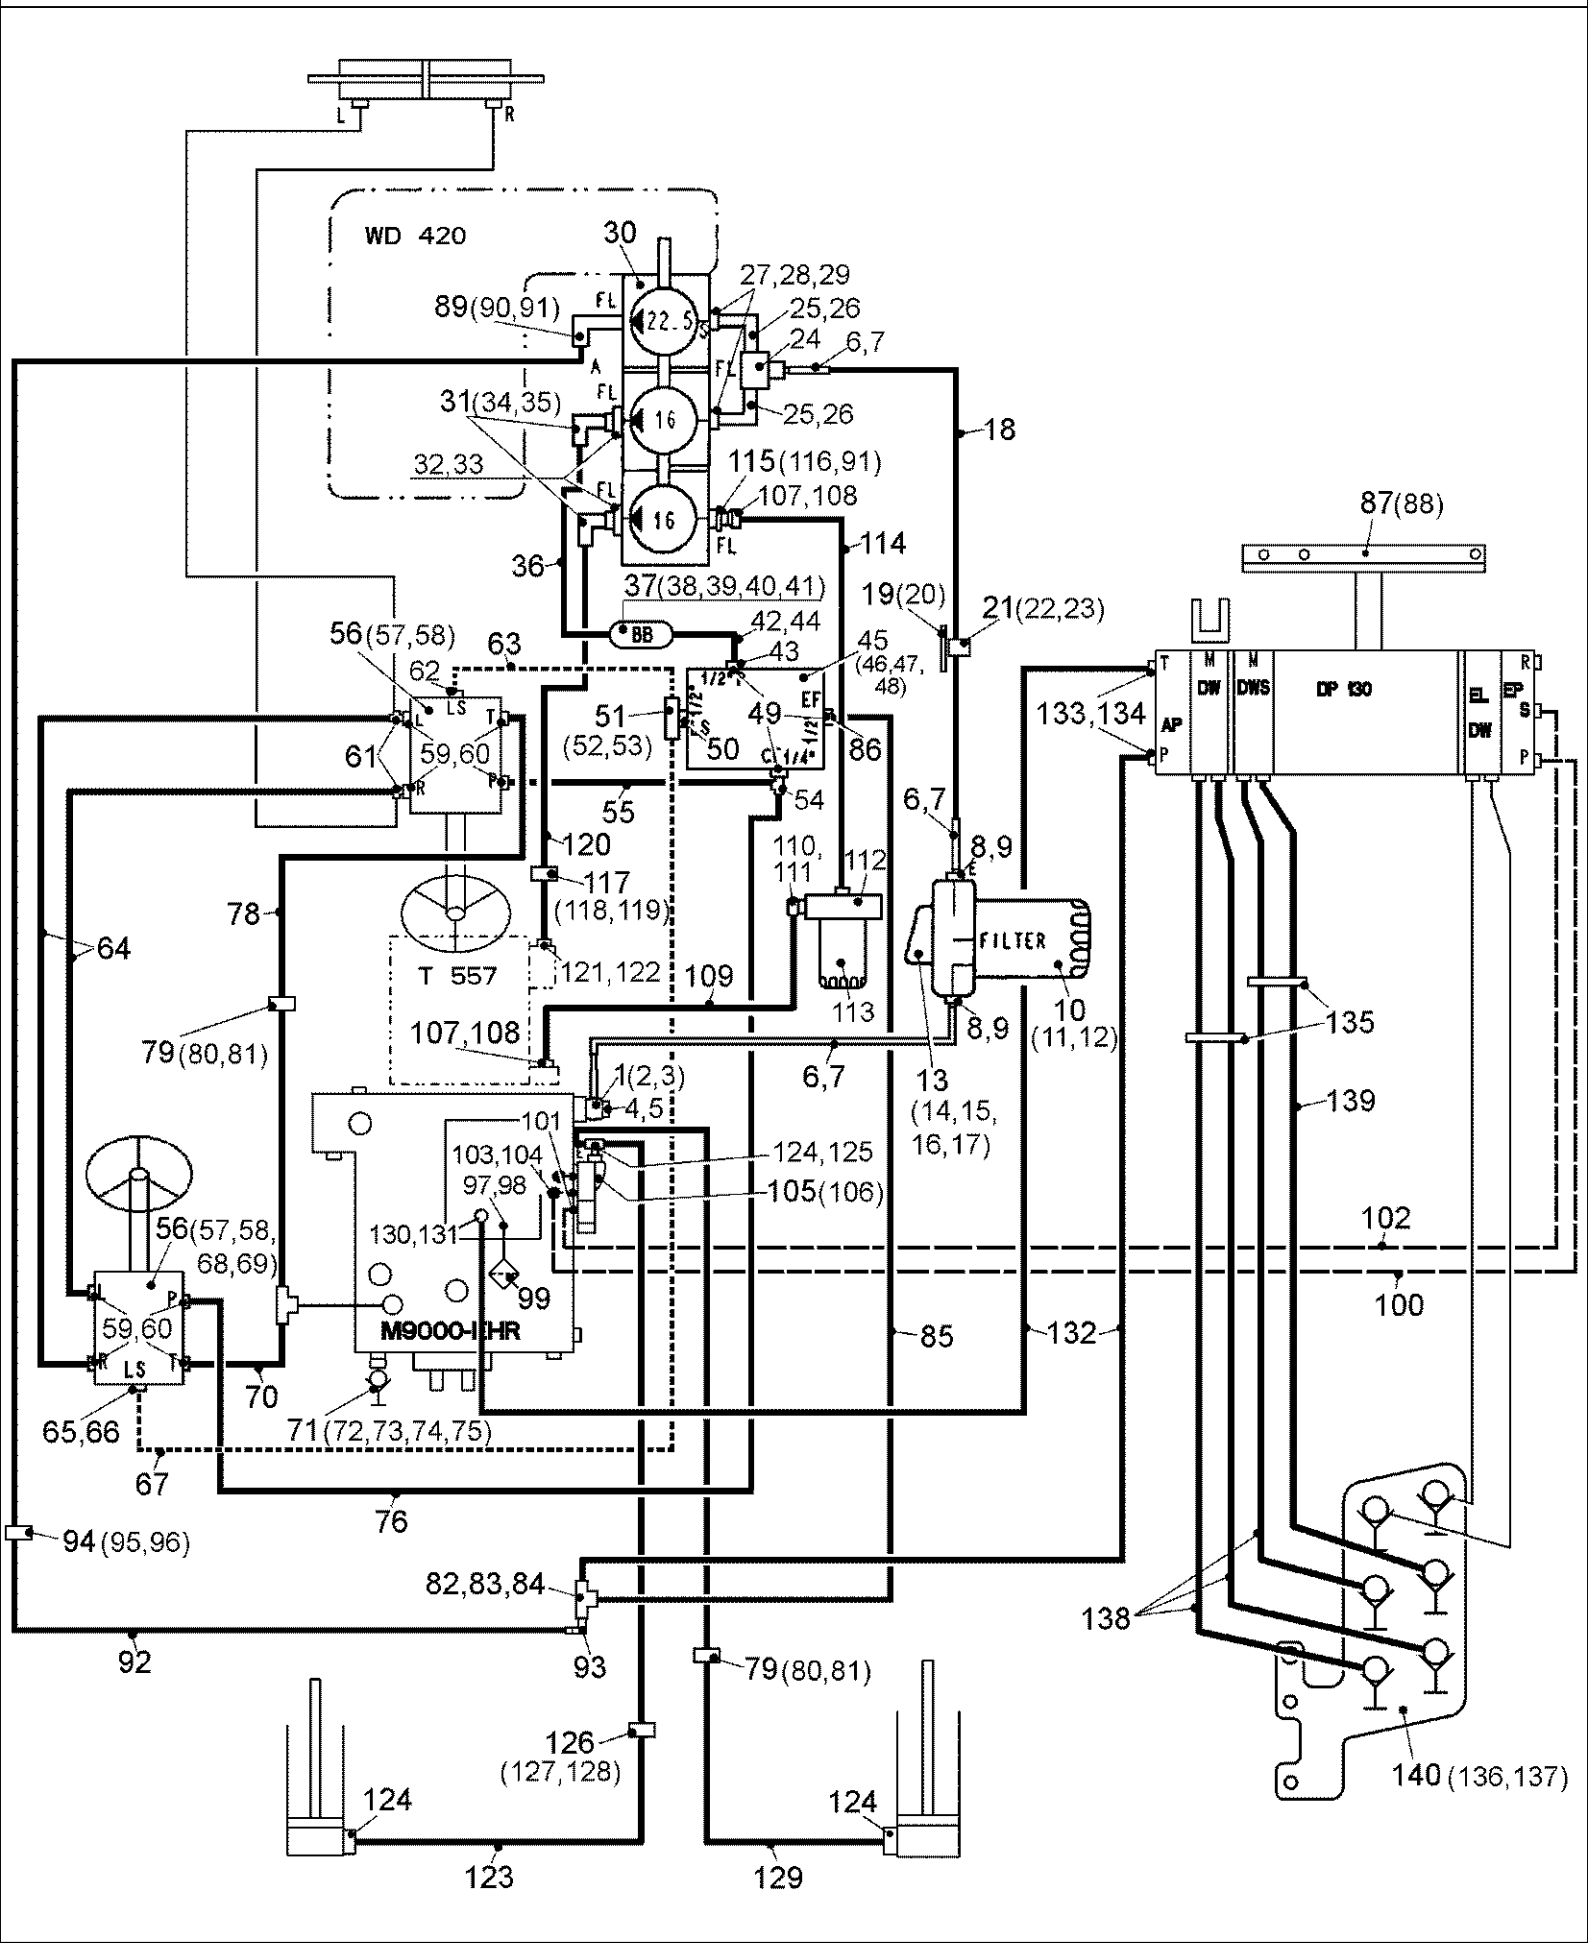 L
R
WD 420
30
27,28,29
FL
25,26
89(90,91)
22.5
S
24
6,7
A
FL
FL
31(34,35)
16
25,26
18
32,33
115(116,91)
FL
107,108
16
87(88)
FL
114
36
37(38,39,40,41)
19(20)
21(22,23)
BB
42,44
56(57,58)
63
43
45
(46,47,
48)
62
1/2"
T
M
M
R
DW
DWS
DP 130
EL
EP
LS
L
T
1/2"
EF
51
49
S
133,134
AP
DW
(52,53)
50
1/2"
86
61
59,60
1/4"
P
P
R
P
55
54
6,7
110,
111
112
8,9
E
120
117
(118,119)
78
64
FILTER
T 557
121,122
109
113
10
(11,12)
8,9
135
107,108
79(80,81)
6,7
13
(14,15,
16,17)
1(2,3)
4,5
139
101
103,104
124,125
97,98
105(106)
130,131
102
56(57,58,
68,69)
99
100
L
P
59,60
M9000-EHR
85
132
R
T
LS
70
65,66
71(72,73,74,75)
67
76
94(95,96)
82,83,84
138
92
93
79(80,81)
126
(127,128)
140(136,137)
124
124
123
129